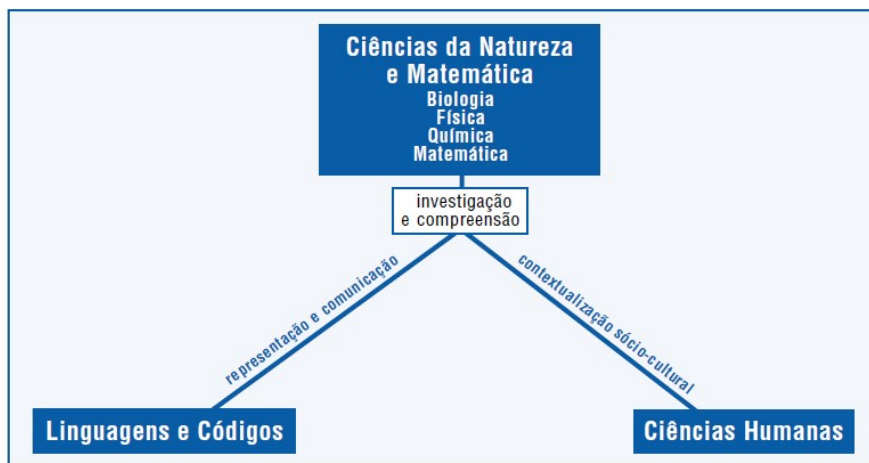 Ciências da Natureza
e Matemática
Biologia
Física
Química
Matemática
investigação
e compreensão
representação e comunicação
contextualização sócio-cultural
Linguagens e Códigos
Ciências Humanas